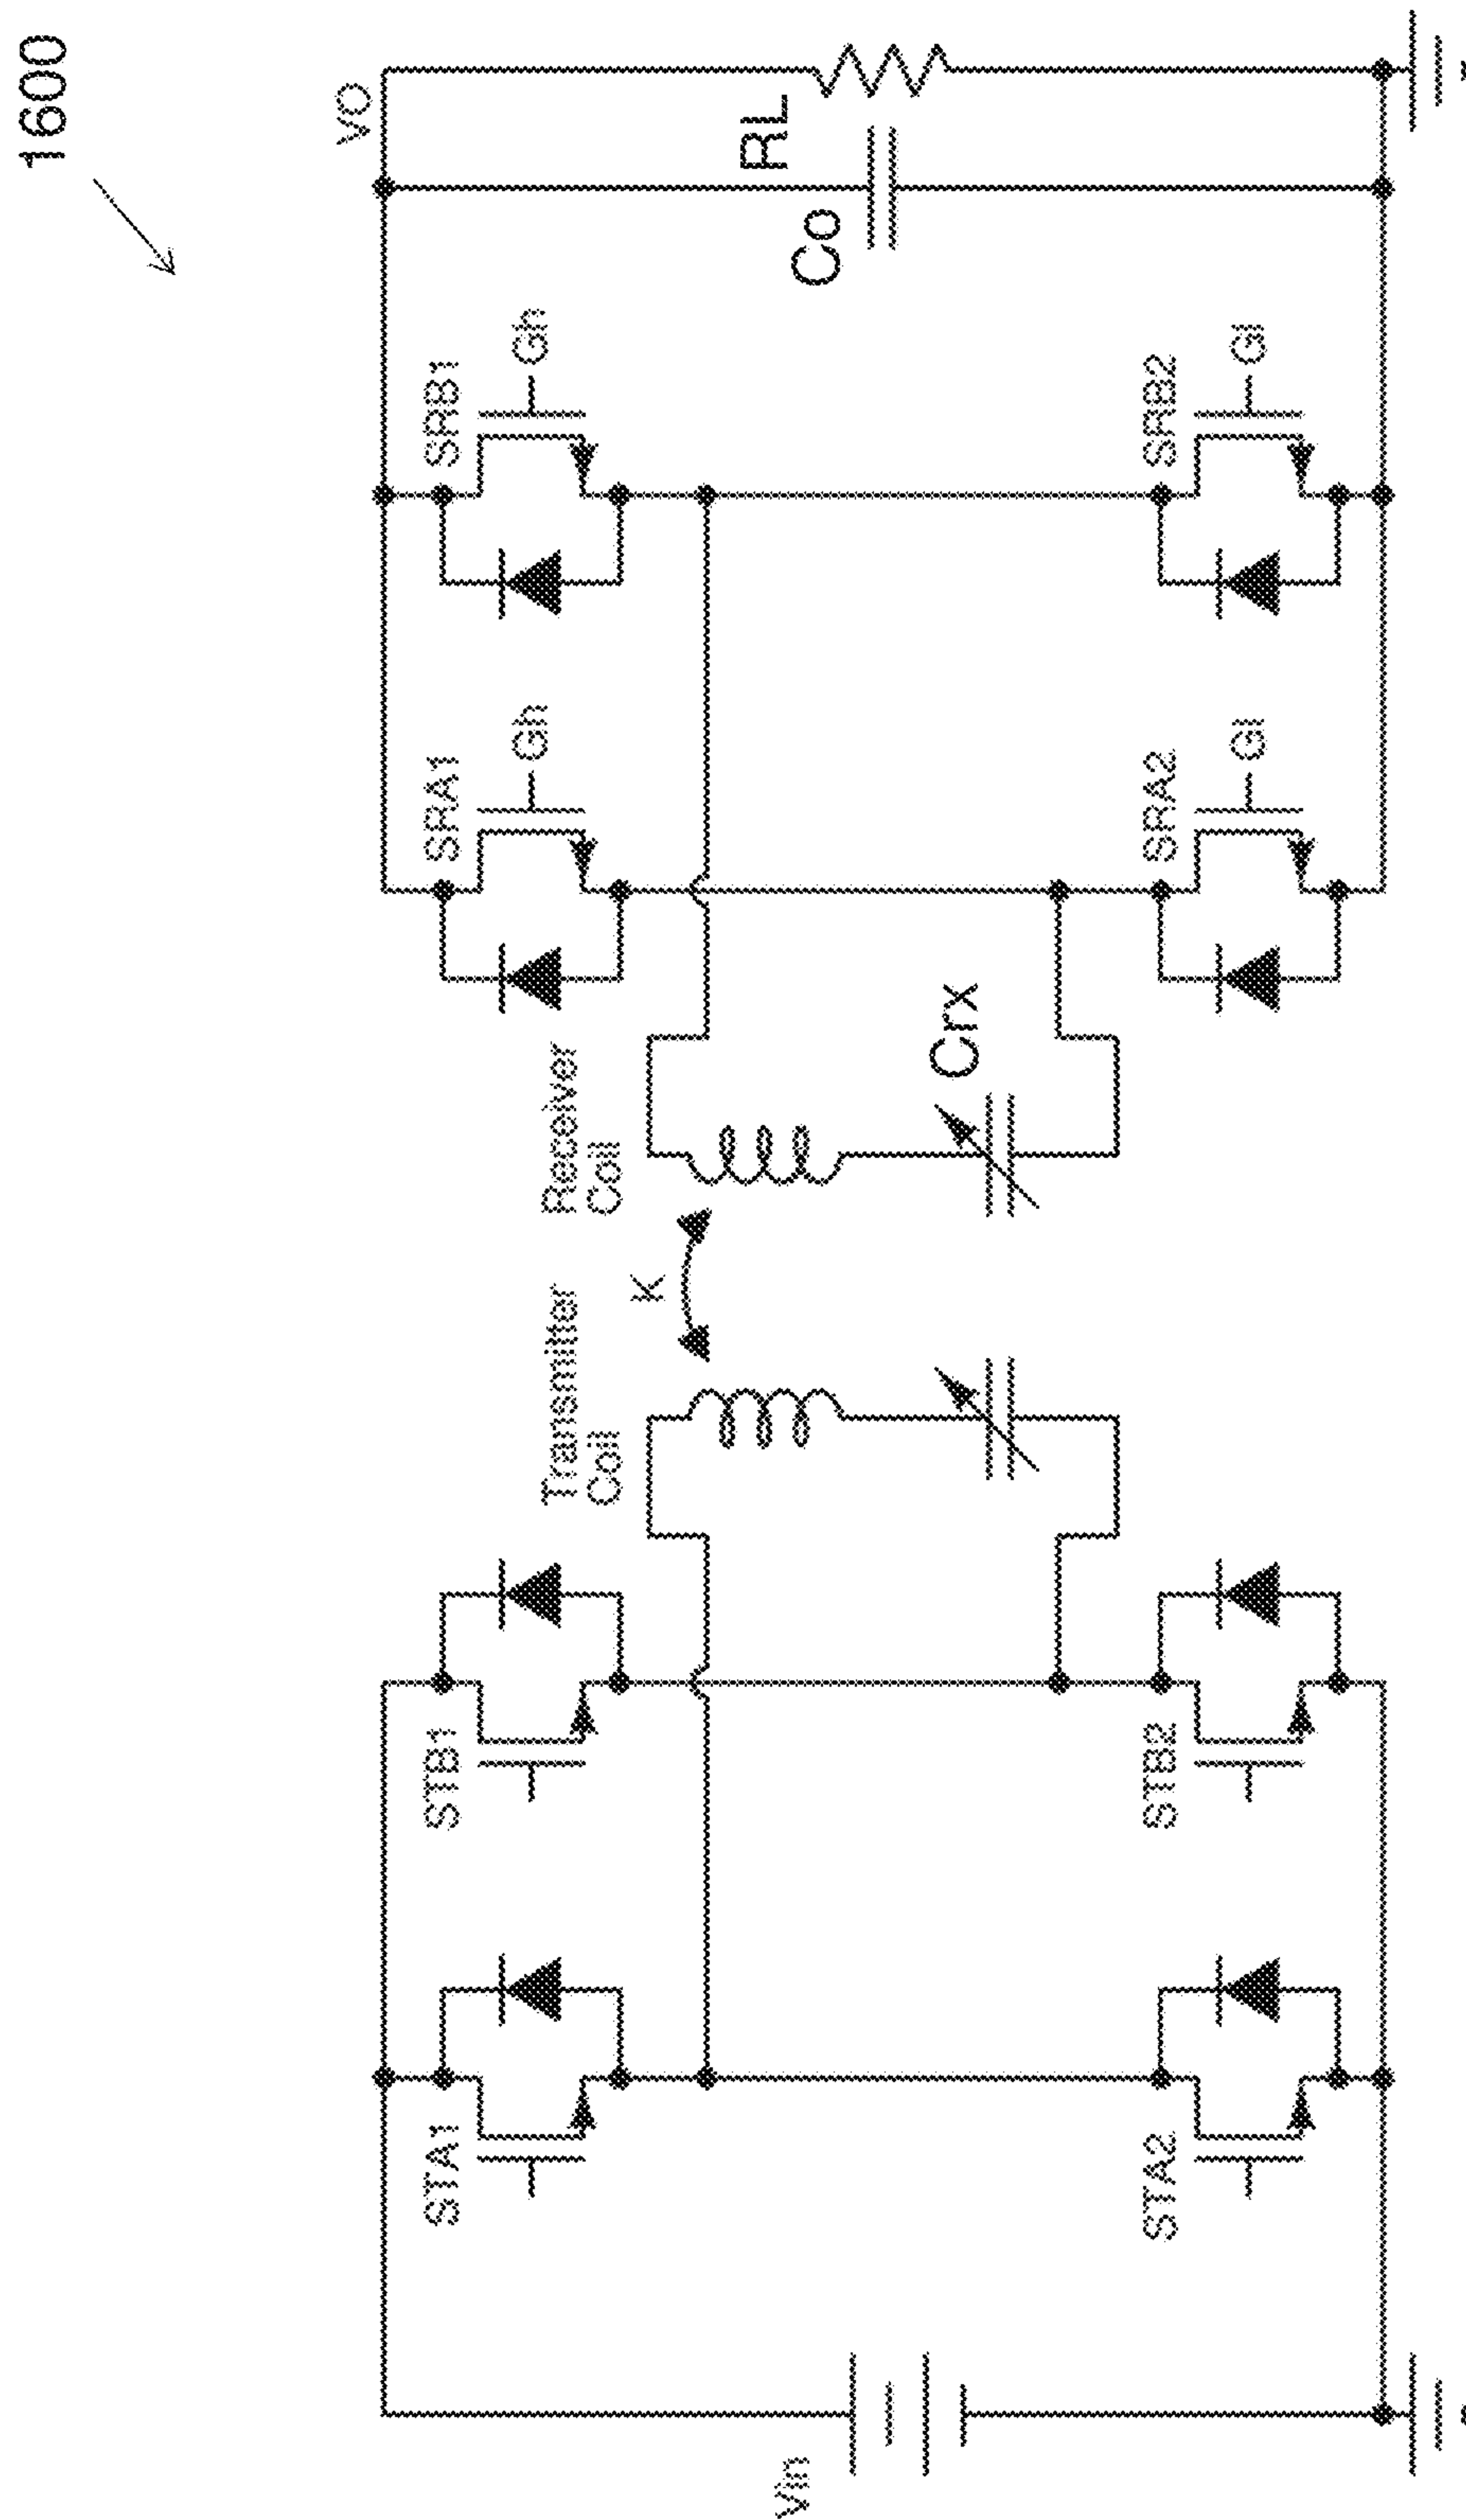 1600
Vin
STA1
STA2
STB1
STB2
Transmitter
Coil
K
Receiver
Coil
Crx
SRA1
Gh
SRA2
Gl
SRB1
Gh
SRB2
Gl
Co
RL
VO